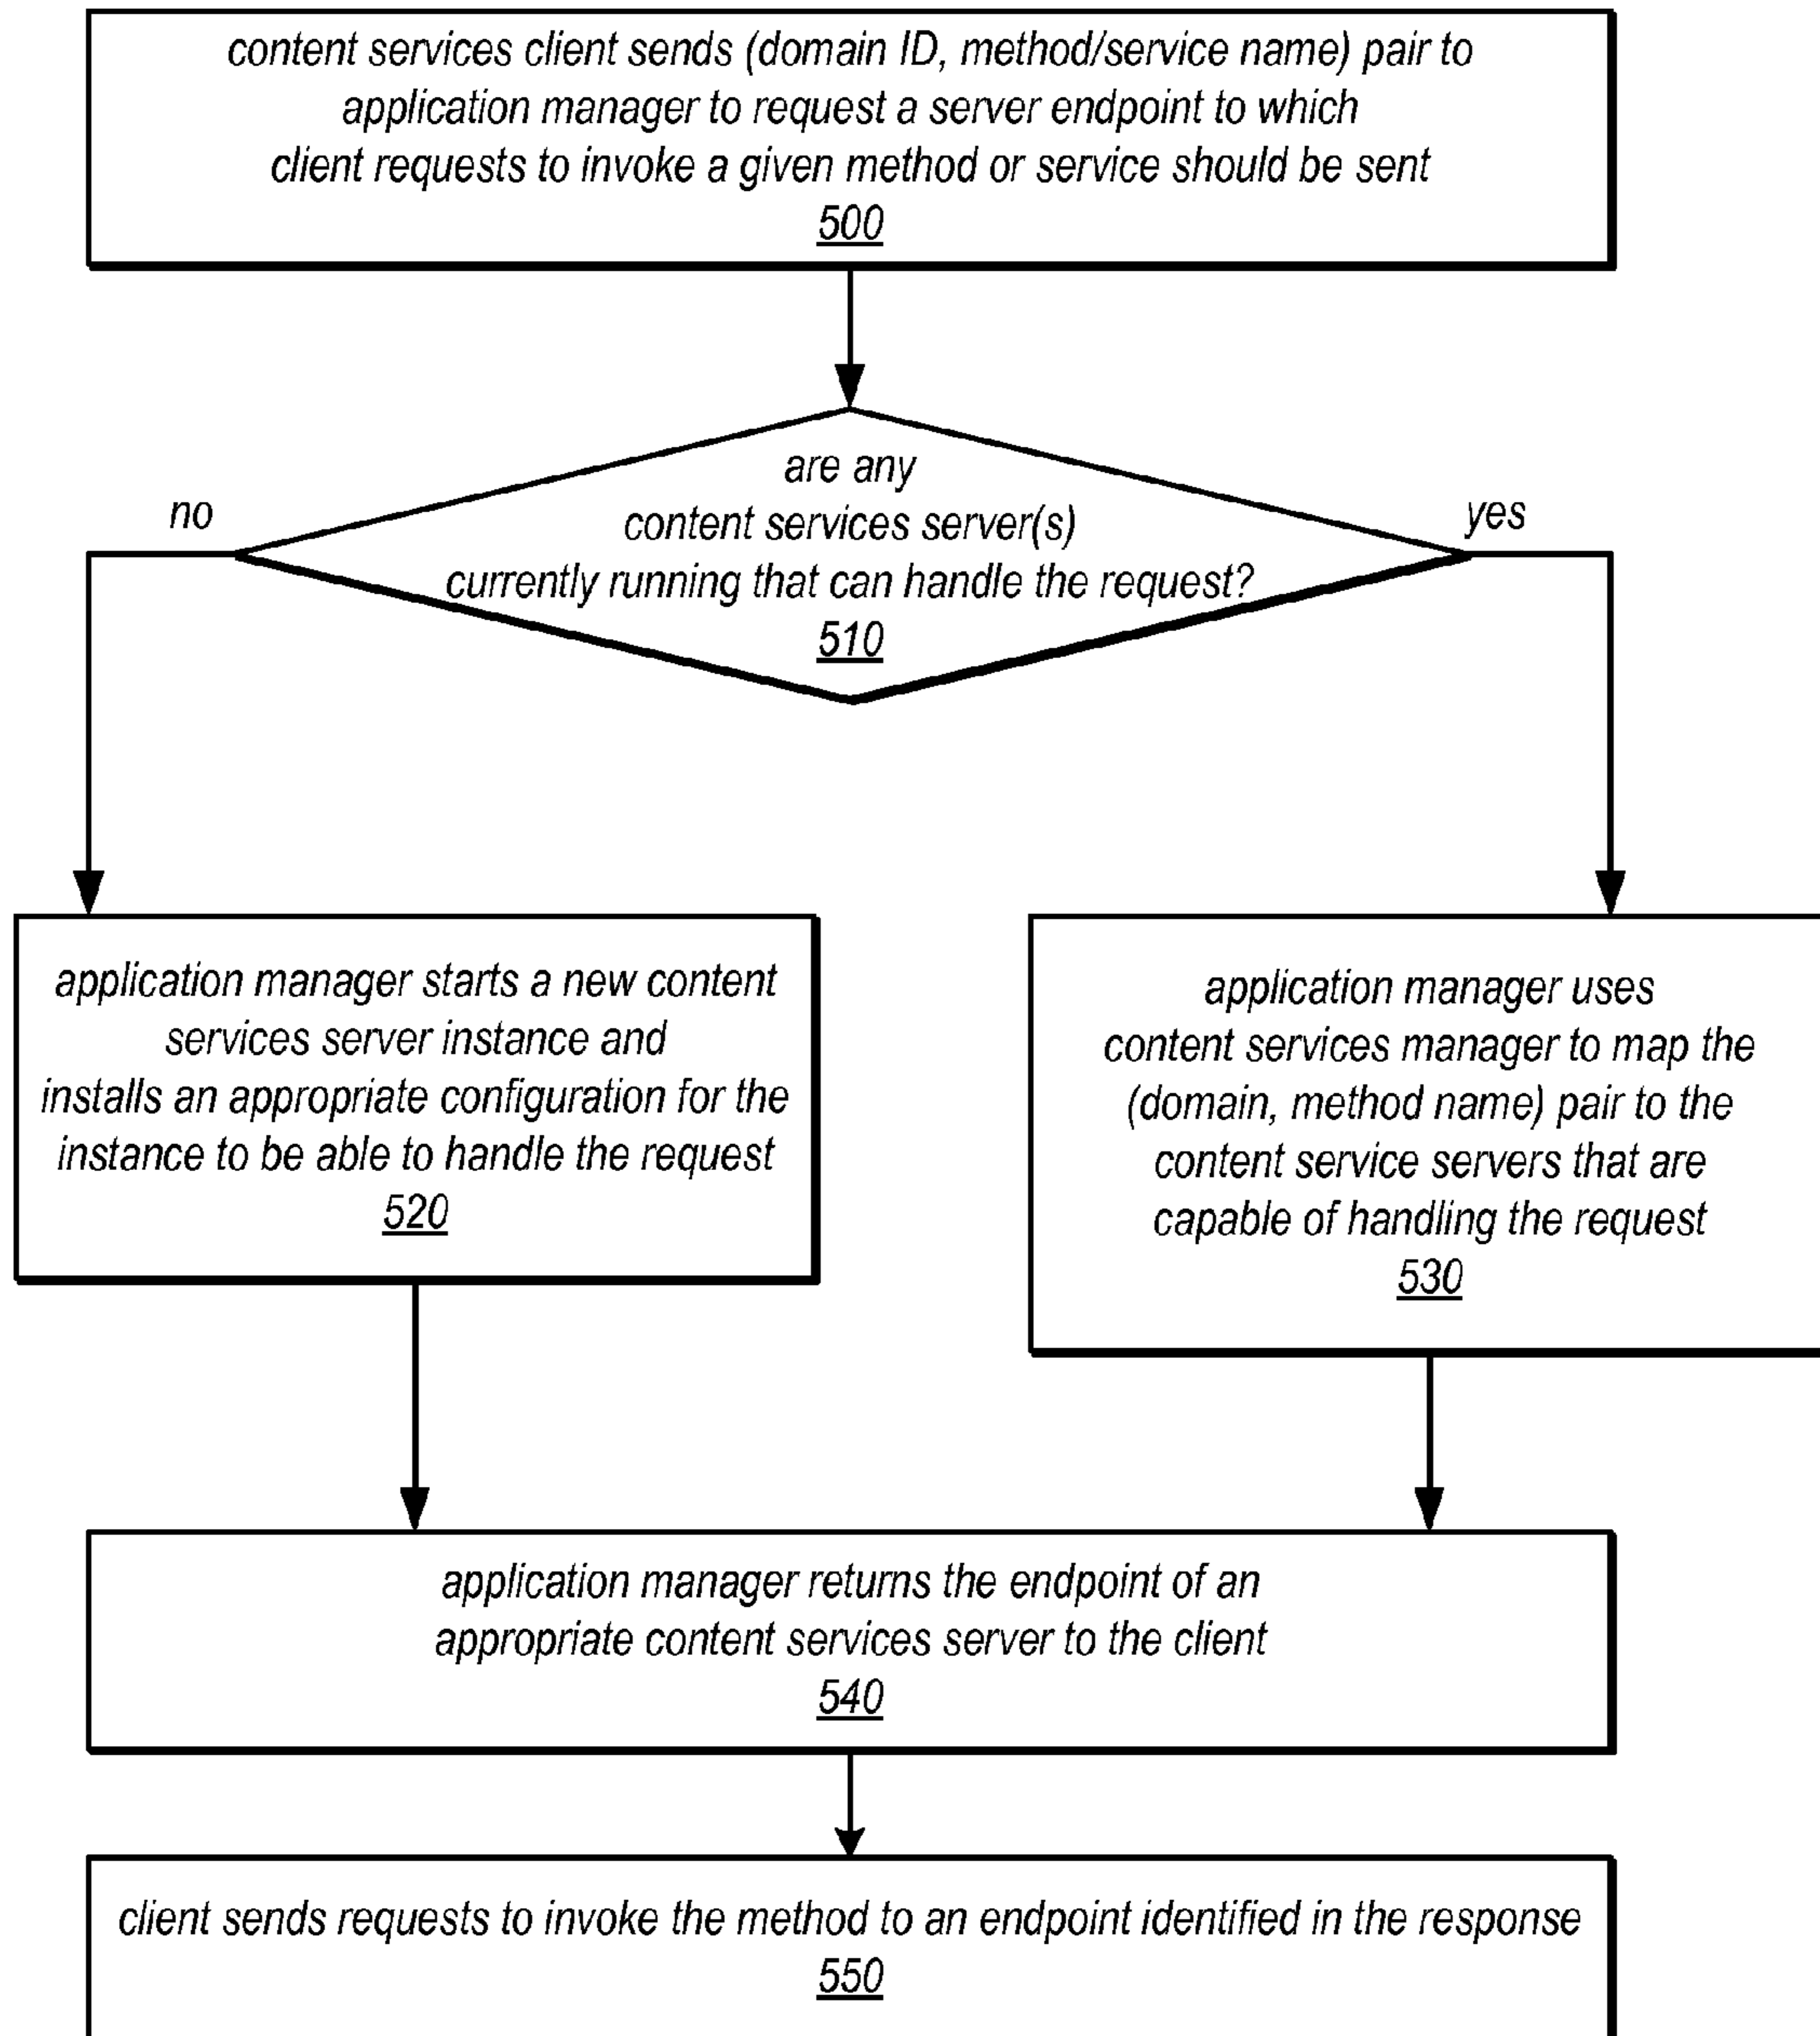 content services client sends (domain ID, method/service name) pair to
application manager to request a server endpoint to which
client requests to invoke a given method or service should be sent
500
are any
content services server(s)
currently running that can handle the request?
510
no
yes
application manager starts a new content
services server instance and
installs an appropriate configuration for the
instance to be able to handle the request
520
application manager uses
content services manager to map the
(domain, method name) pair to the
content service servers that are
capable of handling the request
530
application manager returns the endpoint of an
appropriate content services server to the client
540
client sends requests to invoke the method to an endpoint identified in the response
550